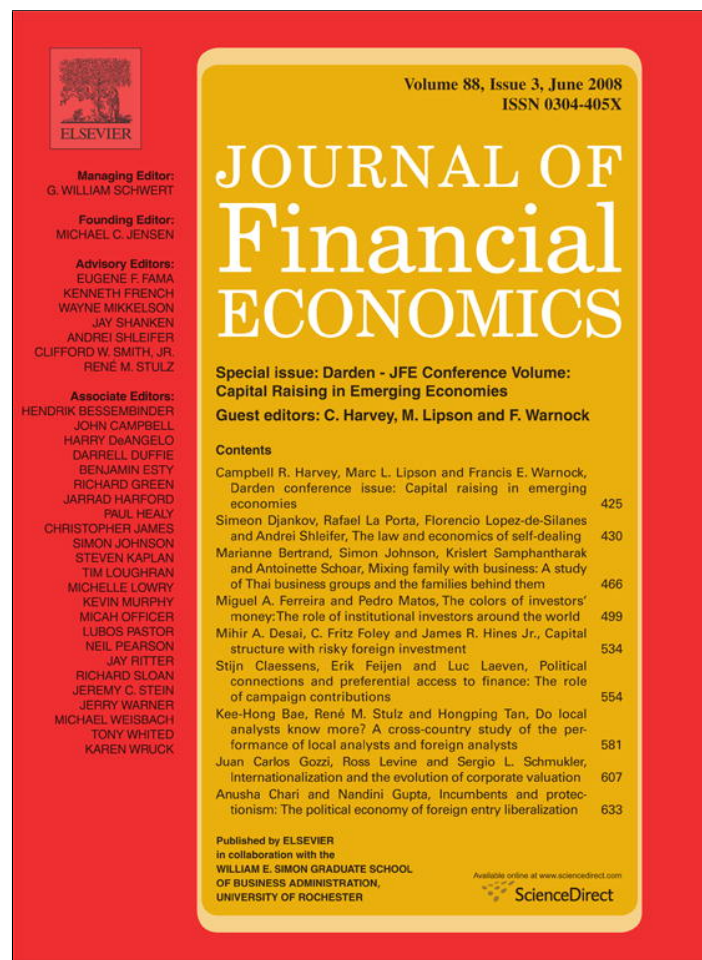 ELSEVIER
Managing Editor:
G. WILLIAM SCHWERT
Founding Editor:
MICHAEL C. JENSEN
Advisory Editors:
EUGENE F. FAMA
KENNETH FRENCH
WAYNE MIKKELSON
JAY SHANKEN
ANDREI SHLEIFER
CLIFFORD W. SMITH, JR.
RENÉ M. STULZ
Associate Editors:
HENDRIK BESSEMBINDER
JOHN CAMPBELL
HARRY DeANGELO
DARRELL DUFFIE
BENJAMIN ESTY
RICHARD GREEN
JARRAD HARFORD
PAUL HEALY
CHRISTOPHER JAMES
SIMON JOHNSON
STEVEN KAPLAN
TIM LOUGHRAN
MICHELLE LOWRY
KEVIN MURPHY
MICAH OFFICER
LUBOS PASTOR
NEIL PEARSON
JAY RITTER
RICHARD SLOAN
JEREMY C. STEIN
JERRY WARNER
MICHAEL WEISBACH
TONY WHITED
KAREN WRUCK
Volume 88, Issue 3, June 2008
ISSN 0304-405X
JOURNAL OF
Financial
ECONOMICS
Special issue: Darden - JFE Conference Volume:
Capital Raising in Emerging Economies
Guest editors: C. Harvey, M. Lipson and F. Warnock
Contents
Campbell R. Harvey, Marc L. Lipson and Francis E. Warnock,
Darden conference issue: Capital raising in emerging
economies 425
Simeon Djankov, Rafael La Porta, Florencio Lopez-de-Silanes
and Andrei Shleifer, The law and economics of self-dealing 430
Marianne Bertrand, Simon Johnson, Krislert Samphantharak
and Antoinette Schoar, Mixing family with business: A study
of Thai business groups and the families behind them 466
Miguel A. Ferreira and Pedro Matos, The colors of investors'
money: The role of institutional investors around the world 499
Mihir A. Desai, C. Fritz Foley and James R. Hines Jr., Capital
structure with risky foreign investment 534
Stijn Claessens, Erik Feijen and Luc Laeven, Political
connections and preferential access to finance: The role
of campaign contributions 554
Kee-Hong Bae, René M. Stulz and Hongping Tan, Do local
analysts know more? A cross-country study of the per-
formance of local analysts and foreign analysts 581
Juan Carlos Gozzi, Ross Levine and Sergio L. Schmukler,
Internationalization and the evolution of corporate valuation 607
Anusha Chari and Nandini Gupta, Incumbents and protec-
tionism: The political economy of foreign entry liberalization 633
Published by ELSEVIER
in collaboration with the
WILLIAM E. SIMON GRADUATE SCHOOL
OF BUSINESS ADMINISTRATION,
UNIVERSITY OF ROCHESTER
Available online at www.sciencedirect.com
ScienceDirect